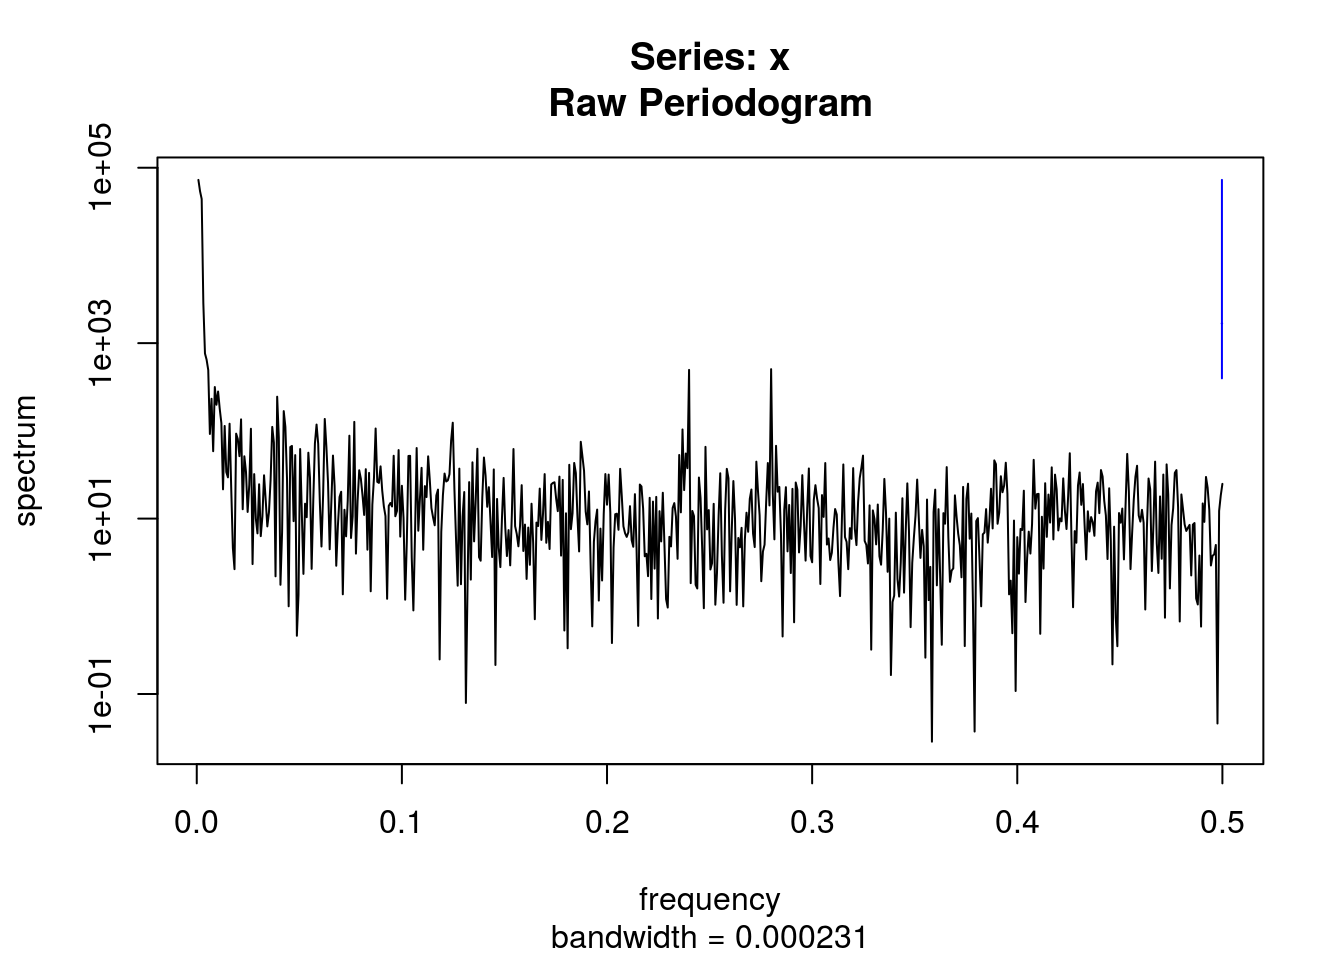 Series: x
Raw Periodogram
spectrum
1e+05
1e+03
1e+01
1e-01
0.0 0.1 0.2 0.3 0.4 0.5
frequency
bandwidth = 0.000231